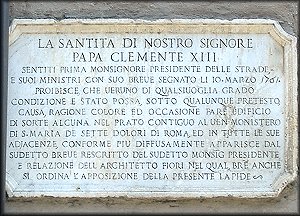 LA SANTITA DI NOSTRO SIGNORE
PAPA CLEMENTE XIII
SENTITI PRIMA MONSIGNORE PRESIDENTE DELLE STRADE
E SUOI MINISTRI CON SUO BREVE SEGNATO LI 10 MARZO
PROIBISCE, CHE VERUNO DI QUALSIUOGLIA GRADO
CONDIZIONE E STATO POSSA, SOTTO QUALUNQUE PRETESTO
CAUSA, RAGIONE COLORE ED OCCASIONE FARE EDIFICIO
DI SORTE ALCUNA NEL PRATO CONTIGUO AL VEN MONISTERO
DI S. MARIA DE SETTE DOLORI DI ROMA, ED IN TUTTE LE SUE
ADIACENZE, CONFORME PIÙ DIFFUSAMENTE APPARISCE DAL
SUDETTO BREVE RESCRITTO DEL SUDETTO MONSIG PRESIDENTE
E RELAZIONE DELL ARCHITETTO FIORI NEL QUAL BRE ANCHE
SI ORDINA L'APPOSIZIONE DELLA PRESENTE LAPIDE